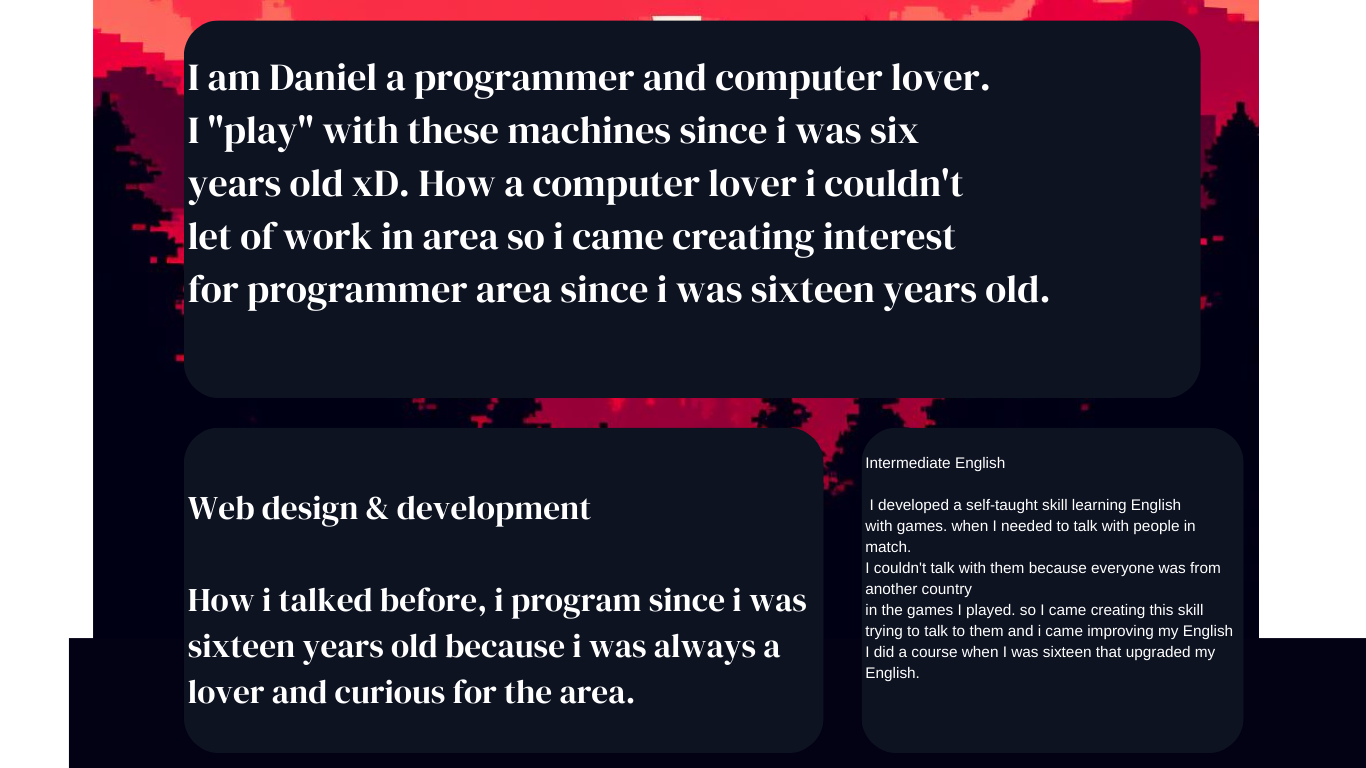 I am Daniel a programmer and computer lover.
I "play" with these machines since i was six
years old xD. How a computer lover i couldn't
let of work in area so i came creating interest
for programmer area since i was sixteen years old.
Web design & development
How i talked before, i program since i was
sixteen years old because i was always a
lover and curious for the area.
Intermediate English
I developed a self-taught skill learning English
with games. when I needed to talk with people in
match.
I couldn't talk with them because everyone was from
another country
in the games I played. so I came creating this skill
trying to talk to them and i came improving my English
I did a course when I was sixteen that upgraded my
English.